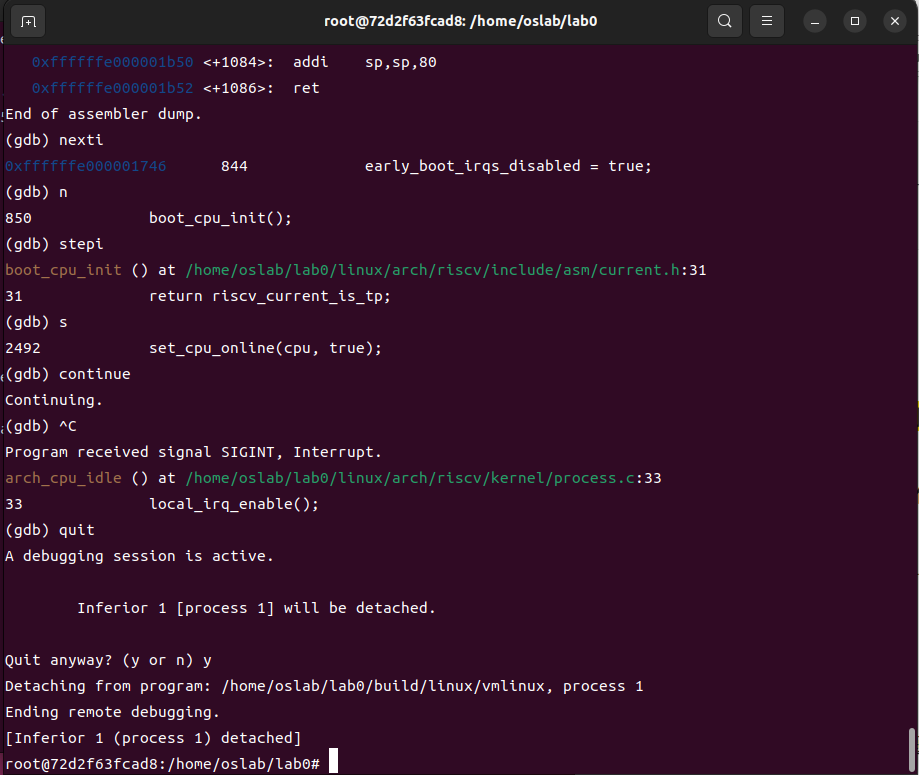 root@72d2f63fcad8: /home/oslab/lab0
0xffffffe000001b50 <+1084>: addi sp,sp,80
0xffffffe000001b52 <+1086>: ret
End of assembler dump.
(gdb) nexti
0xffffffe000001746 844 early_boot_irqs_disabled = true;
(gdb) n
850 boot_cpu_init();
(gdb) stepi
boot_cpu_init () at /home/oslab/lab0/linux/arch/riscv/include/asm/current.h:31
31 return riscv_current_is_tp;
(gdb) s
2492 set_cpu_online(cpu, true);
(gdb) continue
Continuing.
(gdb) ^C
Program received signal SIGINT, Interrupt.
arch_cpu_idle () at /home/oslab/lab0/linux/arch/riscv/kernel/process.c:33
33 local_irq_enable();
(gdb) quit
A debugging session is active.
Inferior 1 [process 1] will be detached.
Quit anyway? (y or n) y
Detaching from program: /home/oslab/lab0/build/linux/vmlinux, process 1
Ending remote debugging.
[Inferior 1 (process 1) detached]
root@72d2f63fcad8:/home/oslab/lab0#